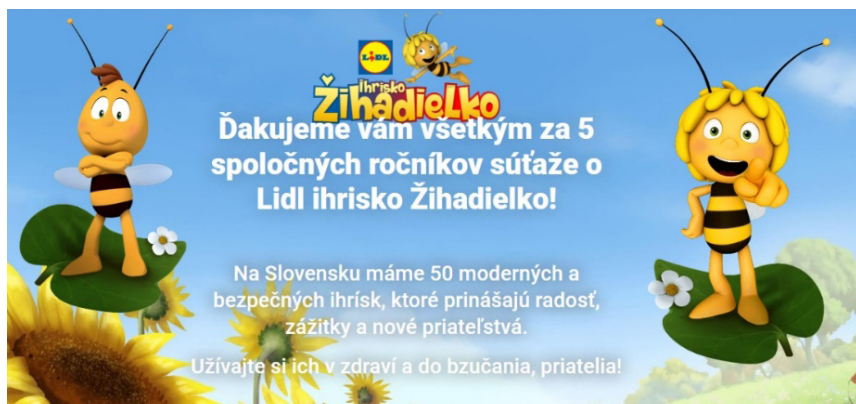 LIDL
ihrisko
Žihadielko
Ďakujeme vám všetkým za 5
spoločných ročníkov súťaže o
Lidl ihrisko Žihadielko!
Na Slovensku máme 50 moderných a
bezpečných ihrísk, ktoré prinášajú radosť,
zážitky a nové priateľstvá.
Užívajte si ich v zdraví a do bzučania, priatelia!